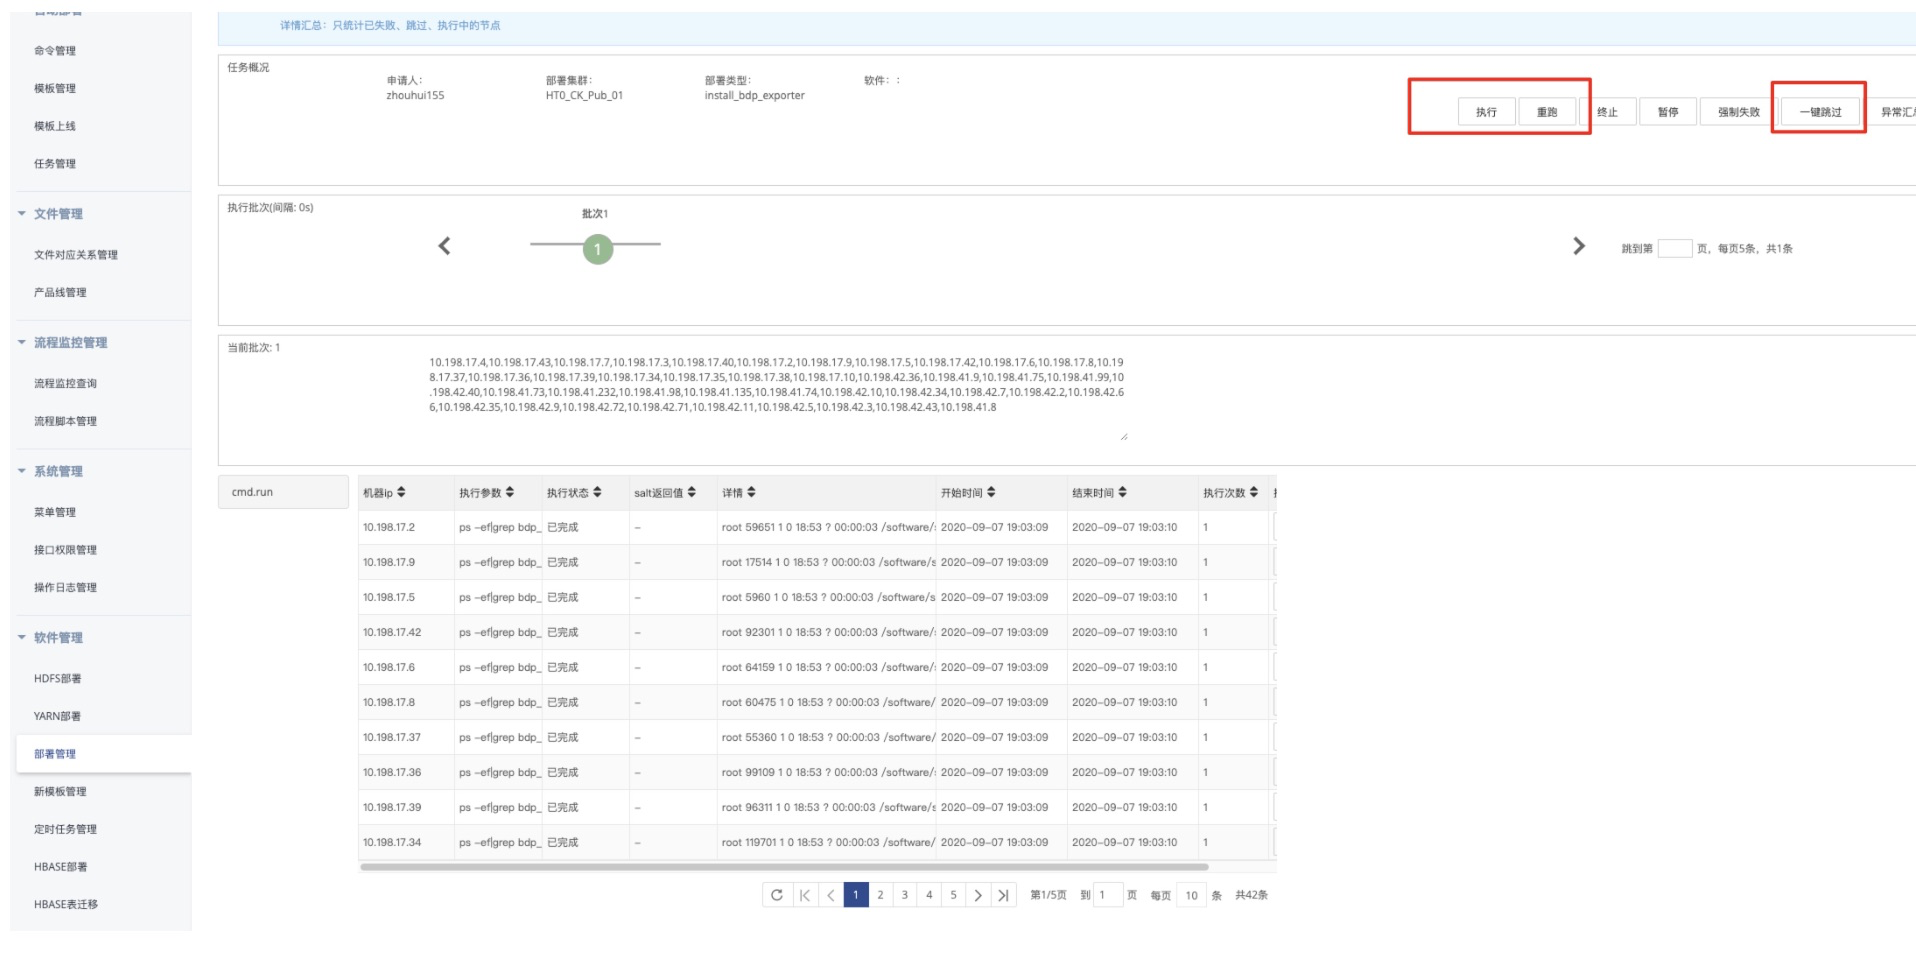 命令管理
模板管理
模板上线
任务管理
文件管理
文件对应关系管理
产品线管理
流程监控管理
流程监控查询
流程脚本管理
系统管理
菜单管理
接口权限管理
操作日志管理
软件管理
HDFS部署
YARN部署
部署管理
新模板管理
定时任务管理
HBASE部署
HBASE表迁移
详情汇总：只统计已失败、跳过、执行中的节点
任务概况
申请人： 部署集群： 部署类型： 软件： :
zhouhui155 HT0_CK_Pub_01 install_bdp_exporter
执行 重跑 终止 暂停 强制失败 一键跳过 异常汇
执行批次(间隔: 0s)
批次1
1
跳到第 页, 每页5条, 共1条
当前批次: 1
10.198.17.4,10.198.17.43,10.198.17.7,10.198.17.3,10.198.17.40,10.198.17.2,10.198.17.9,10.198.17.5,10.198.17.42,10.198.17.6,10.198.17.8,10.19
8.17.37,10.198.17.36,10.198.17.39,10.198.17.34,10.198.17.35,10.198.17.38,10.198.17.10,10.198.42.36,10.198.41.9,10.198.41.75,10.198.41.99,10
.198.42.40,10.198.41.73,10.198.41.232,10.198.41.98,10.198.41.135,10.198.41.74,10.198.42.10,10.198.42.34,10.198.42.7,10.198.42.2,10.198.42.6
6,10.198.42.35,10.198.42.9,10.198.42.72,10.198.42.71,10.198.42.11,10.198.42.5,10.198.42.3,10.198.42.43,10.198.41.8
cmd.run
机器ip 执行参数 执行状态 salt返回值 详情 开始时间 结束时间 执行次数
10.198.17.2 ps -ef|grep bdp_ 已完成 - root 59651 1 0 18:53 ? 00:00:03 /software/ 2020-09-07 19:03:09 2020-09-07 19:03:10 1
10.198.17.9 ps -ef|grep bdp_ 已完成 - root 17514 1 0 18:53 ? 00:00:03 /software/s 2020-09-07 19:03:09 2020-09-07 19:03:10 1
10.198.17.5 ps -ef|grep bdp_ 已完成 - root 5960 1 0 18:53 ? 00:00:03 /software/s 2020-09-07 19:03:09 2020-09-07 19:03:10 1
10.198.17.42 ps -ef|grep bdp_ 已完成 - root 92301 1 0 18:53 ? 00:00:03 /software/ 2020-09-07 19:03:09 2020-09-07 19:03:10 1
10.198.17.6 ps -ef|grep bdp_ 已完成 - root 64159 1 0 18:53 ? 00:00:03 /software/ 2020-09-07 19:03:09 2020-09-07 19:03:10 1
10.198.17.8 ps -ef|grep bdp_ 已完成 - root 60475 1 0 18:53 ? 00:00:03 /software/ 2020-09-07 19:03:09 2020-09-07 19:03:10 1
10.198.17.37 ps -ef|grep bdp_ 已完成 - root 55360 1 0 18:53 ? 00:00:03 /software/ 2020-09-07 19:03:09 2020-09-07 19:03:10 1
10.198.17.36 ps -ef|grep bdp_ 已完成 - root 99109 1 0 18:53 ? 00:00:03 /software/ 2020-09-07 19:03:09 2020-09-07 19:03:10 1
10.198.17.39 ps -ef|grep bdp_ 已完成 - root 96311 1 0 18:53 ? 00:00:03 /software/s 2020-09-07 19:03:09 2020-09-07 19:03:10 1
10.198.17.34 ps -ef|grep bdp_ 已完成 - root 119701 1 0 18:53 ? 00:00:03 /software/ 2020-09-07 19:03:09 2020-09-07 19:03:10 1
1 2 3 4 5 第1/5页 到 1 页 每页 10 条 共42条